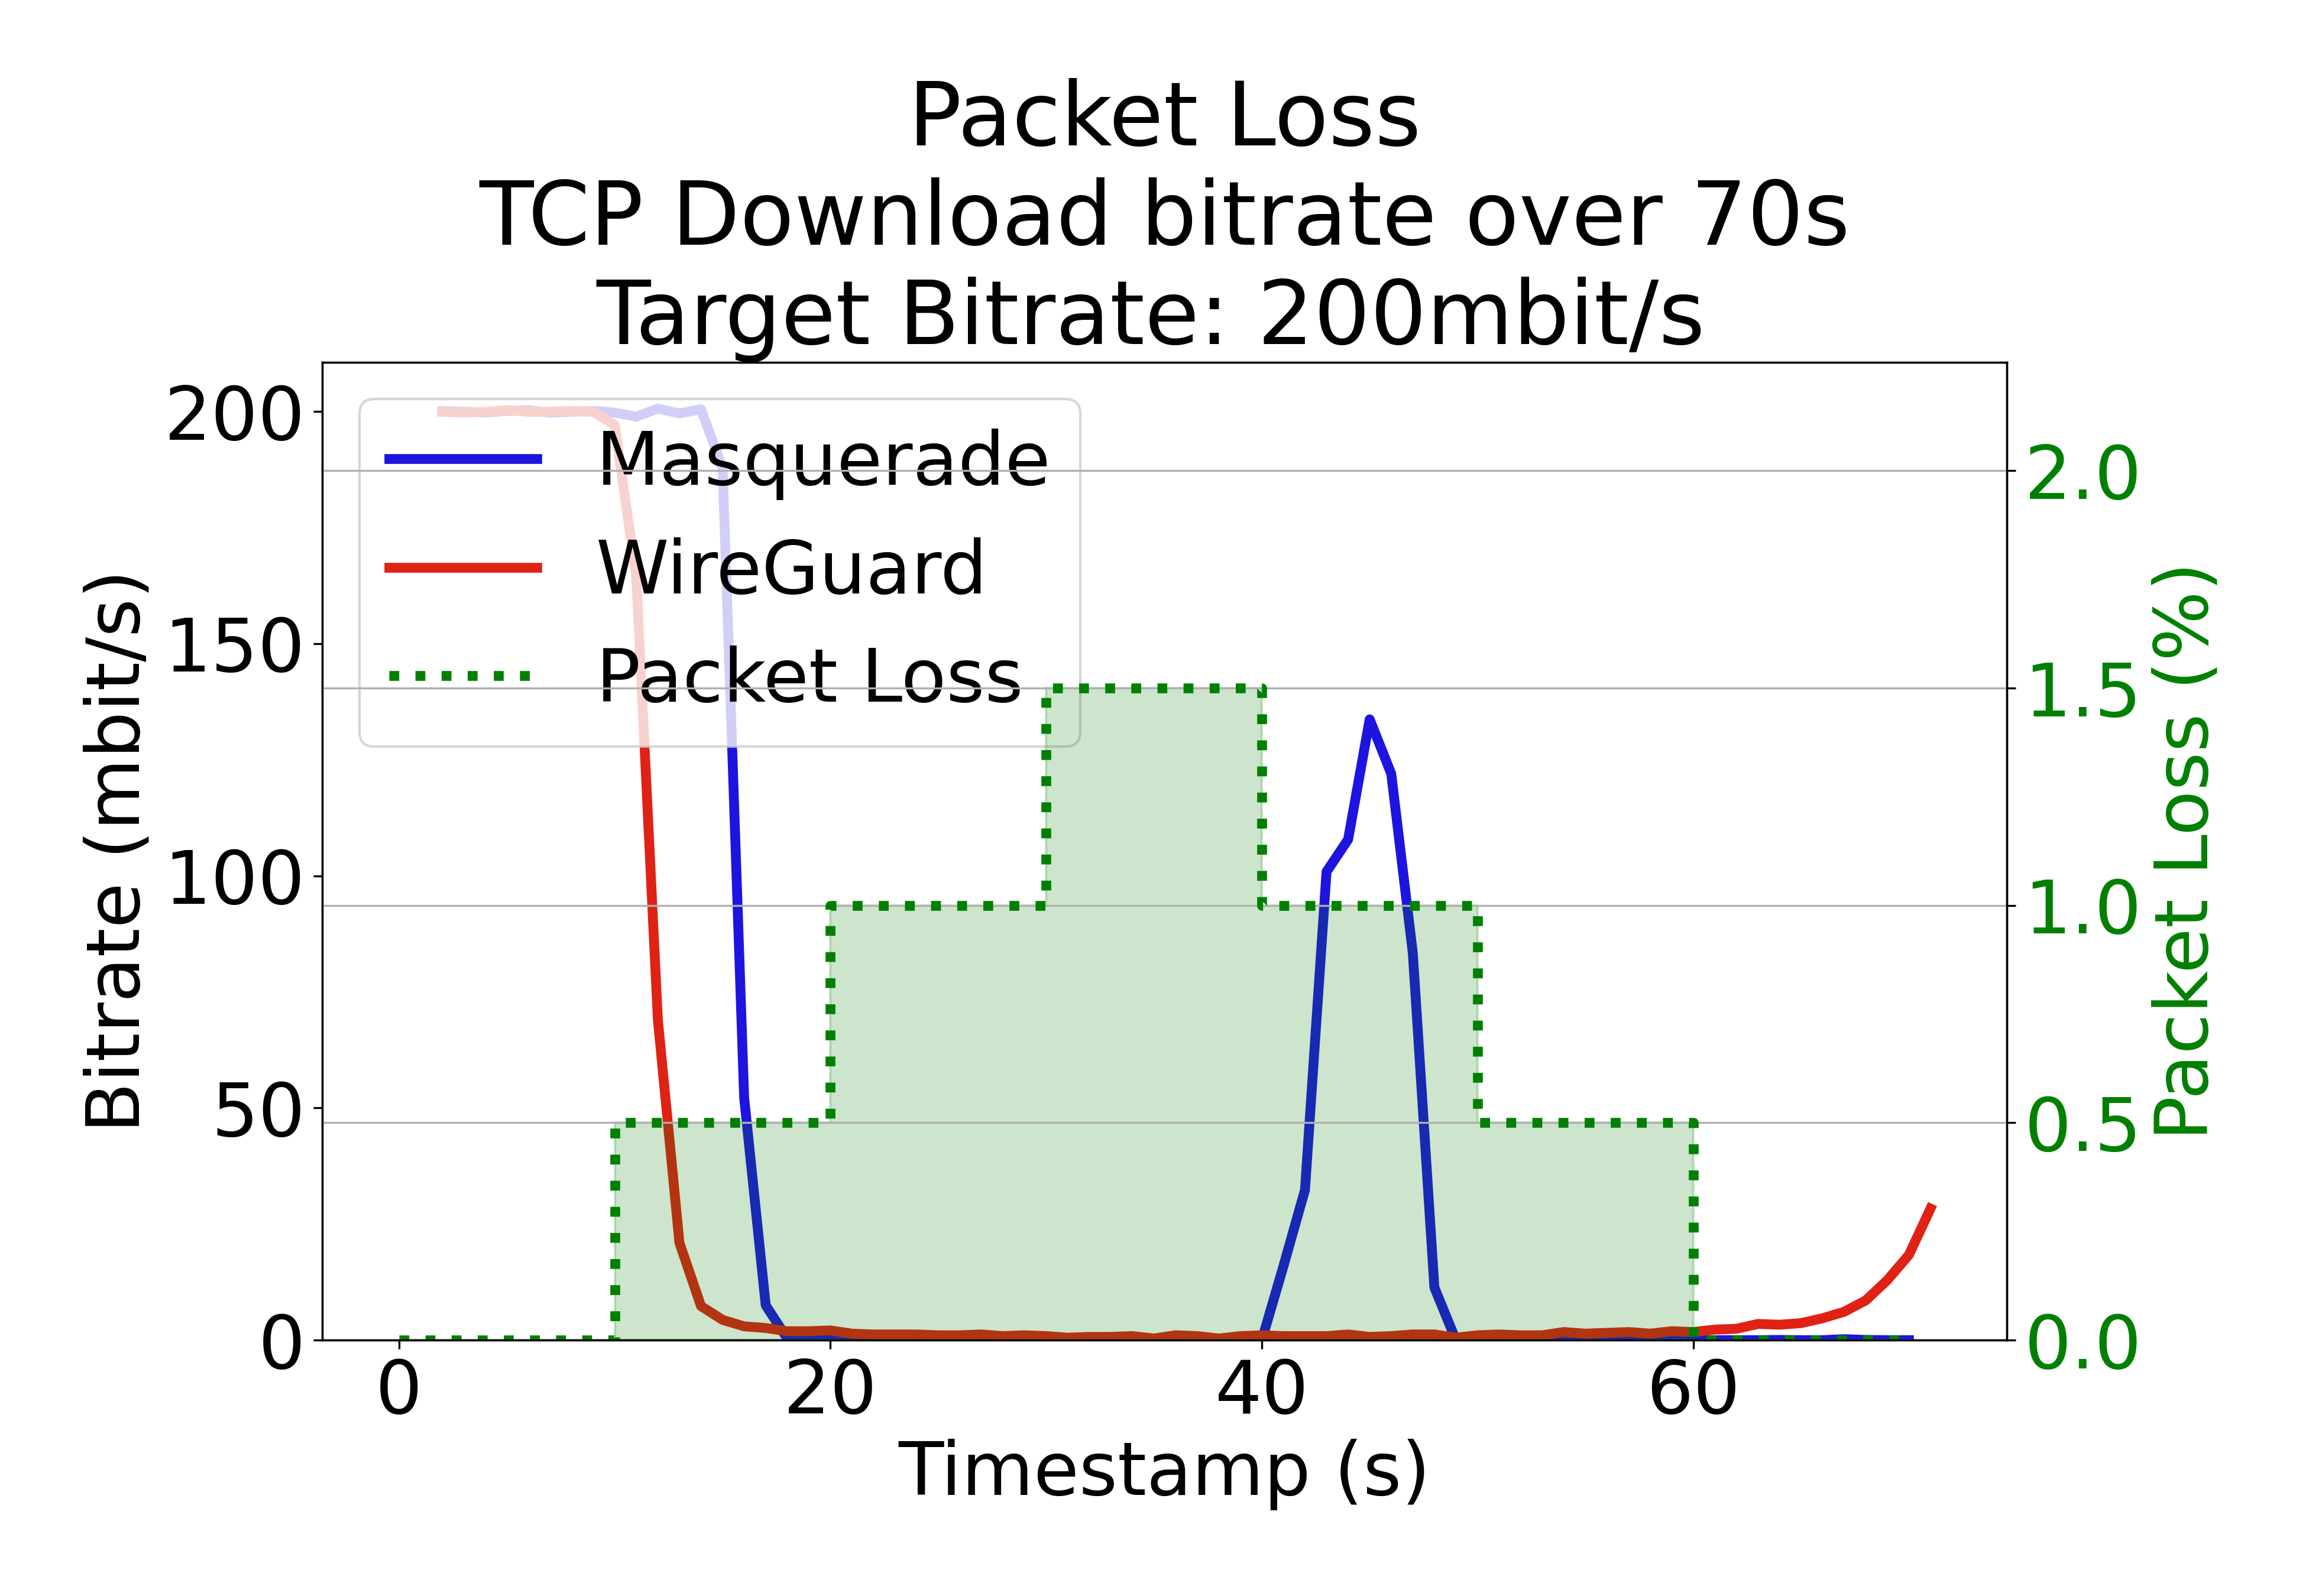 Packet Loss
TCP Download bitrate over 70s
Target Bitrate: 200mbit/s
Masquerade
WireGuard
Packet Loss
Bitrate (mbit/s)
200
150
100
50
0
0 20 40 60
Timestamp (s)
2.0
1.5
1.0
0.5
0.0
Packet Loss (%)